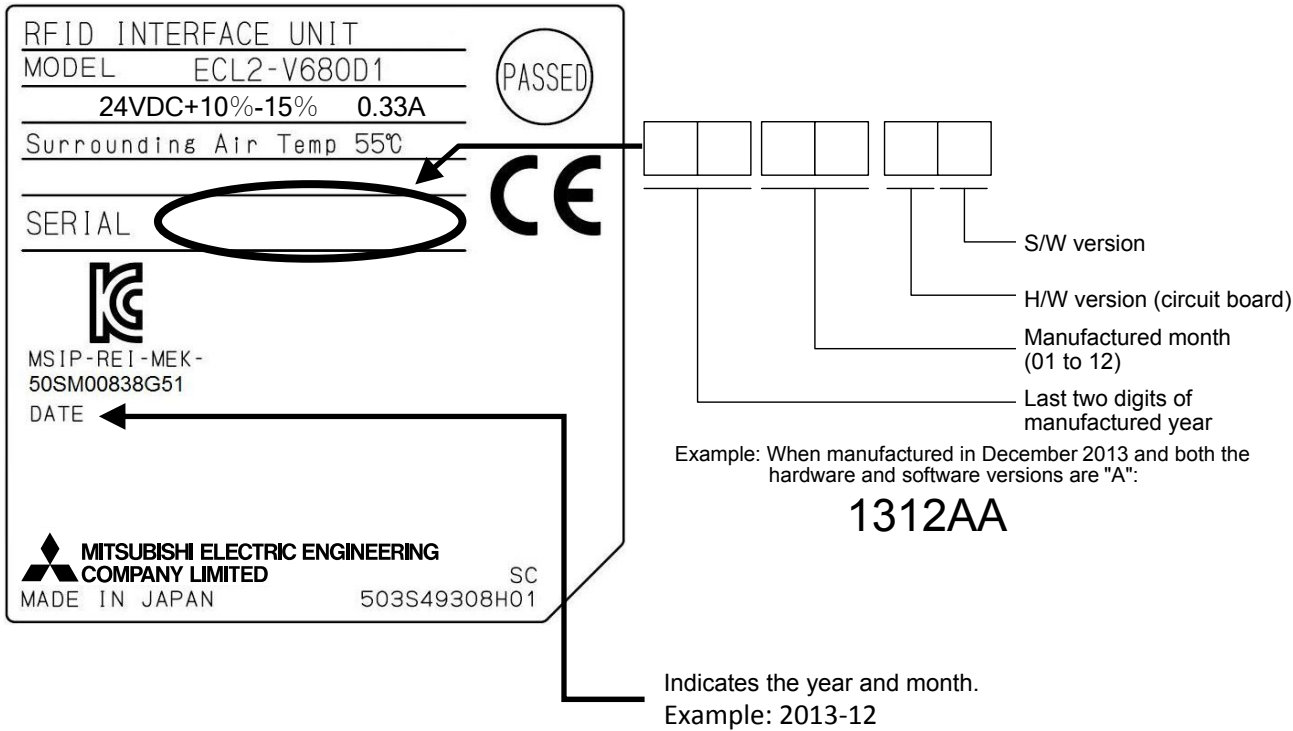 RFID INTERFACE UNIT
MODEL ECL2-V680D1
24VDC+10%-15% 0.33A
Surrounding Air Temp 55℃
PASSED
CE
SERIAL
MSIP-REI-MEK-
50SM00838G51
DATE
MITSUBISHI ELECTRIC ENGINEERING
COMPANY LIMITED
SC
MADE IN JAPAN 503S49308H01
S/W version
H/W version (circuit board)
Manufactured month
(01 to 12)
Last two digits of
manufactured year
Example: When manufactured in December 2013 and both the
hardware and software versions are "A":
1312AA
Indicates the year and month.
Example: 2013-12